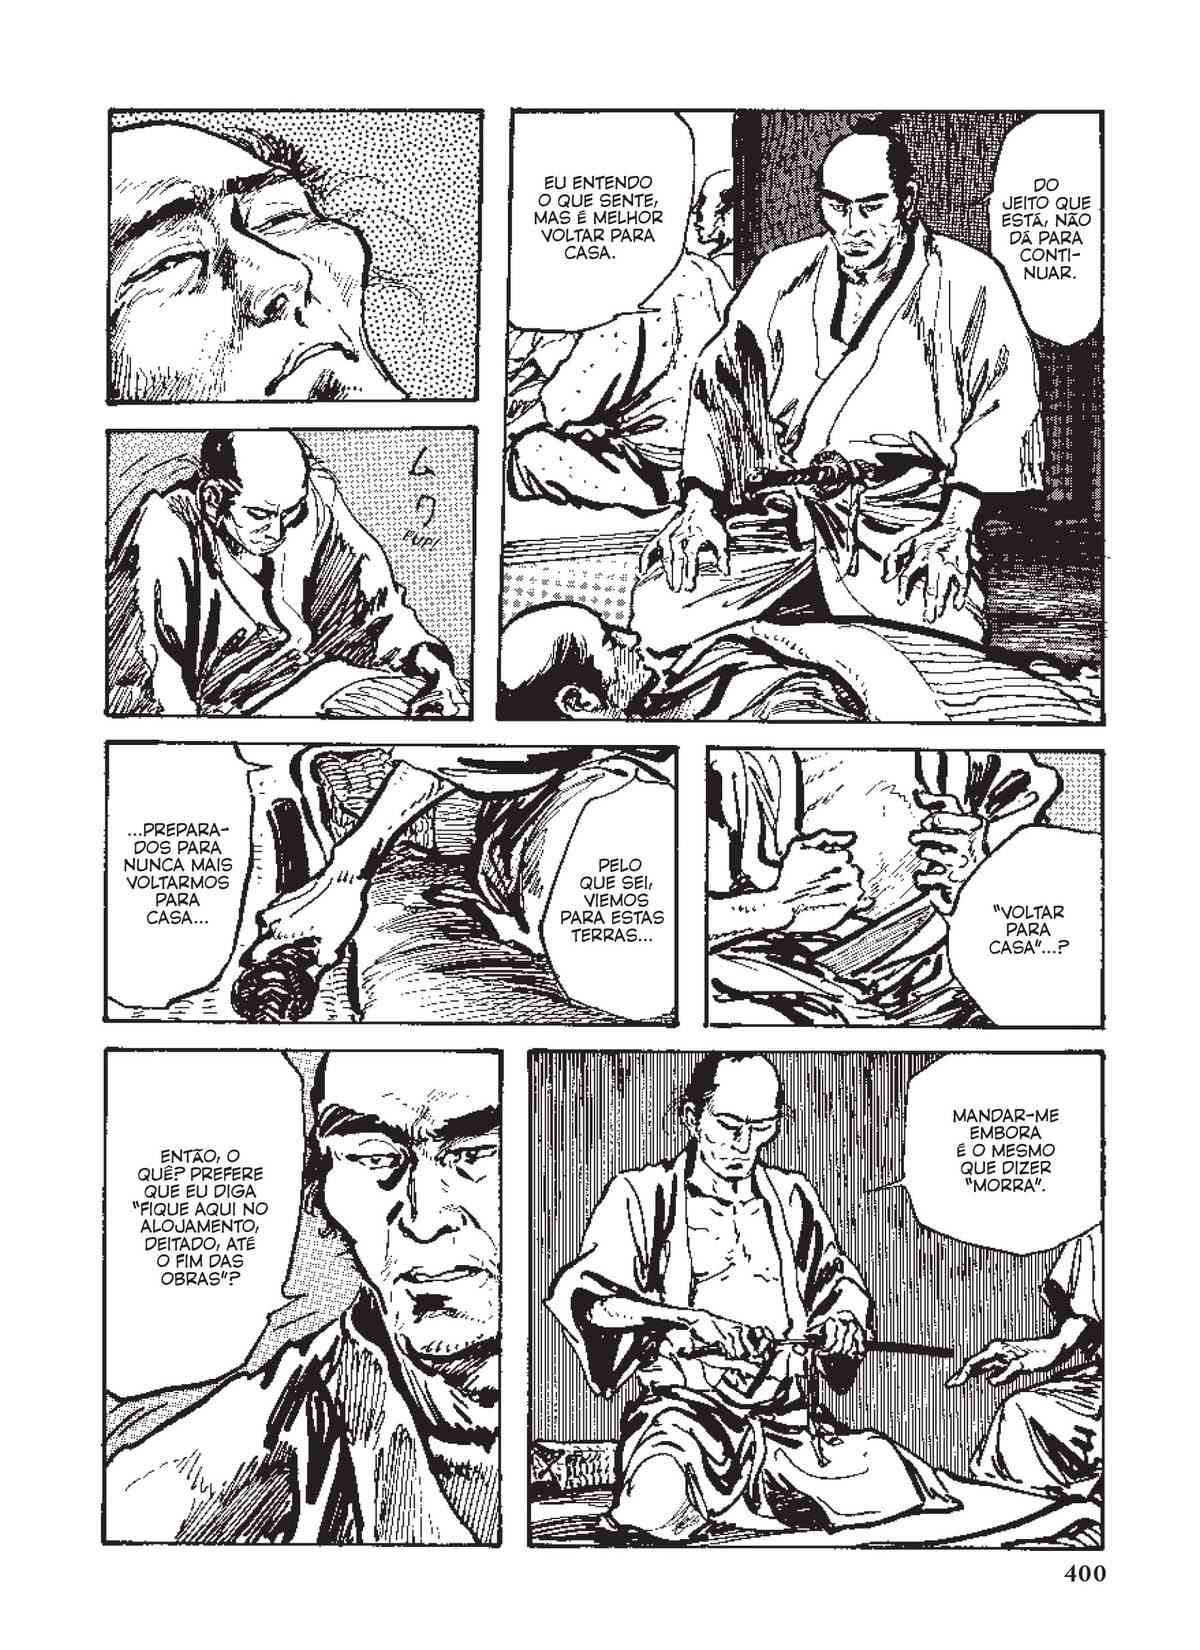 DO
JEITO QUE
ESTÁ, NÃO
DÁ PARA
CONTI-
NUAR.
EU ENTENDO
O QUE SENTE,
MAS É MELHOR
VOLTAR PARA
CASA.
ムク
PUPI
"VOLTAR
PARA
CASA"...?
PELO
QUE SEI,
VIEMOS
PARA ESTAS
TERRAS...
...PREPARA-
DOS PARA
NUNCA MAIS
VOLTARMOS
PARA
CASA...
MANDAR-ME
EMBORA
É O MESMO
QUE DIZER
"MORRA".
ENTÃO, O
QUÊ? PREFERE
QUE EU DIGA
"FIQUE AQUI NO
ALOJAMENTO,
DEITADO, ATÉ
O FIM DAS
OBRAS"?
400